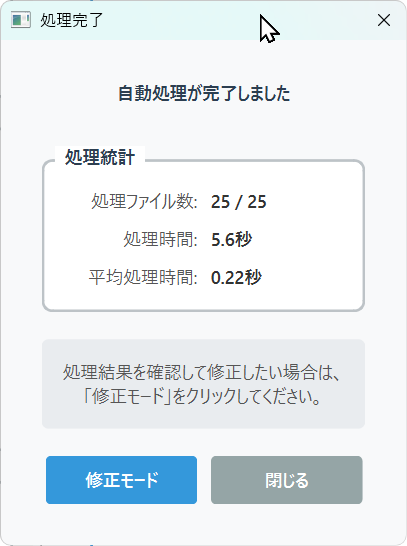 処理完了
自動処理が完了しました
処理統計
処理ファイル数: 25 / 25
処理時間: 5.6秒
平均処理時間: 0.22秒
処理結果を確認して修正したい場合は、
「修正モード」をクリックしてください。
修正モード
閉じる